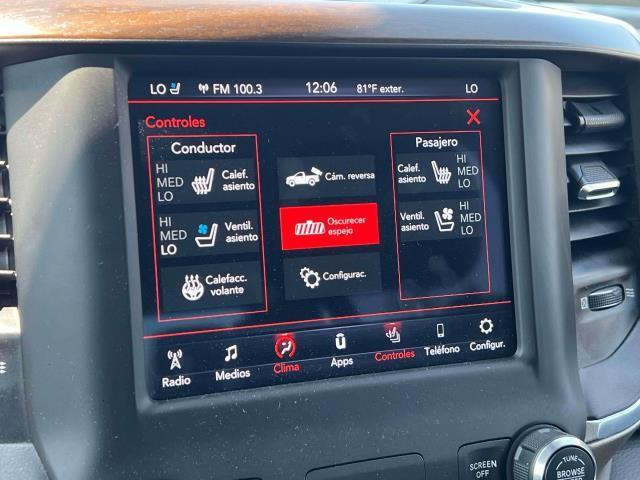 LO FM 100.3 12:06 81°F exter. LO
Controles
Conductor
HI
MED
LO
Calef.
asiento
HI
MED
LO
Ventil.
asiento
Calefacc.
volante
Cám. reversa
Oscurecer
espejo
Configurac.
Pasajero
Calef.
asiento
HI
MED
LO
Ventil.
asiento
HI
MED
LO
Radio Medios Clima Apps Controles Teléfono Configur.
SCREEN
OFF
TUNE
BROWSE